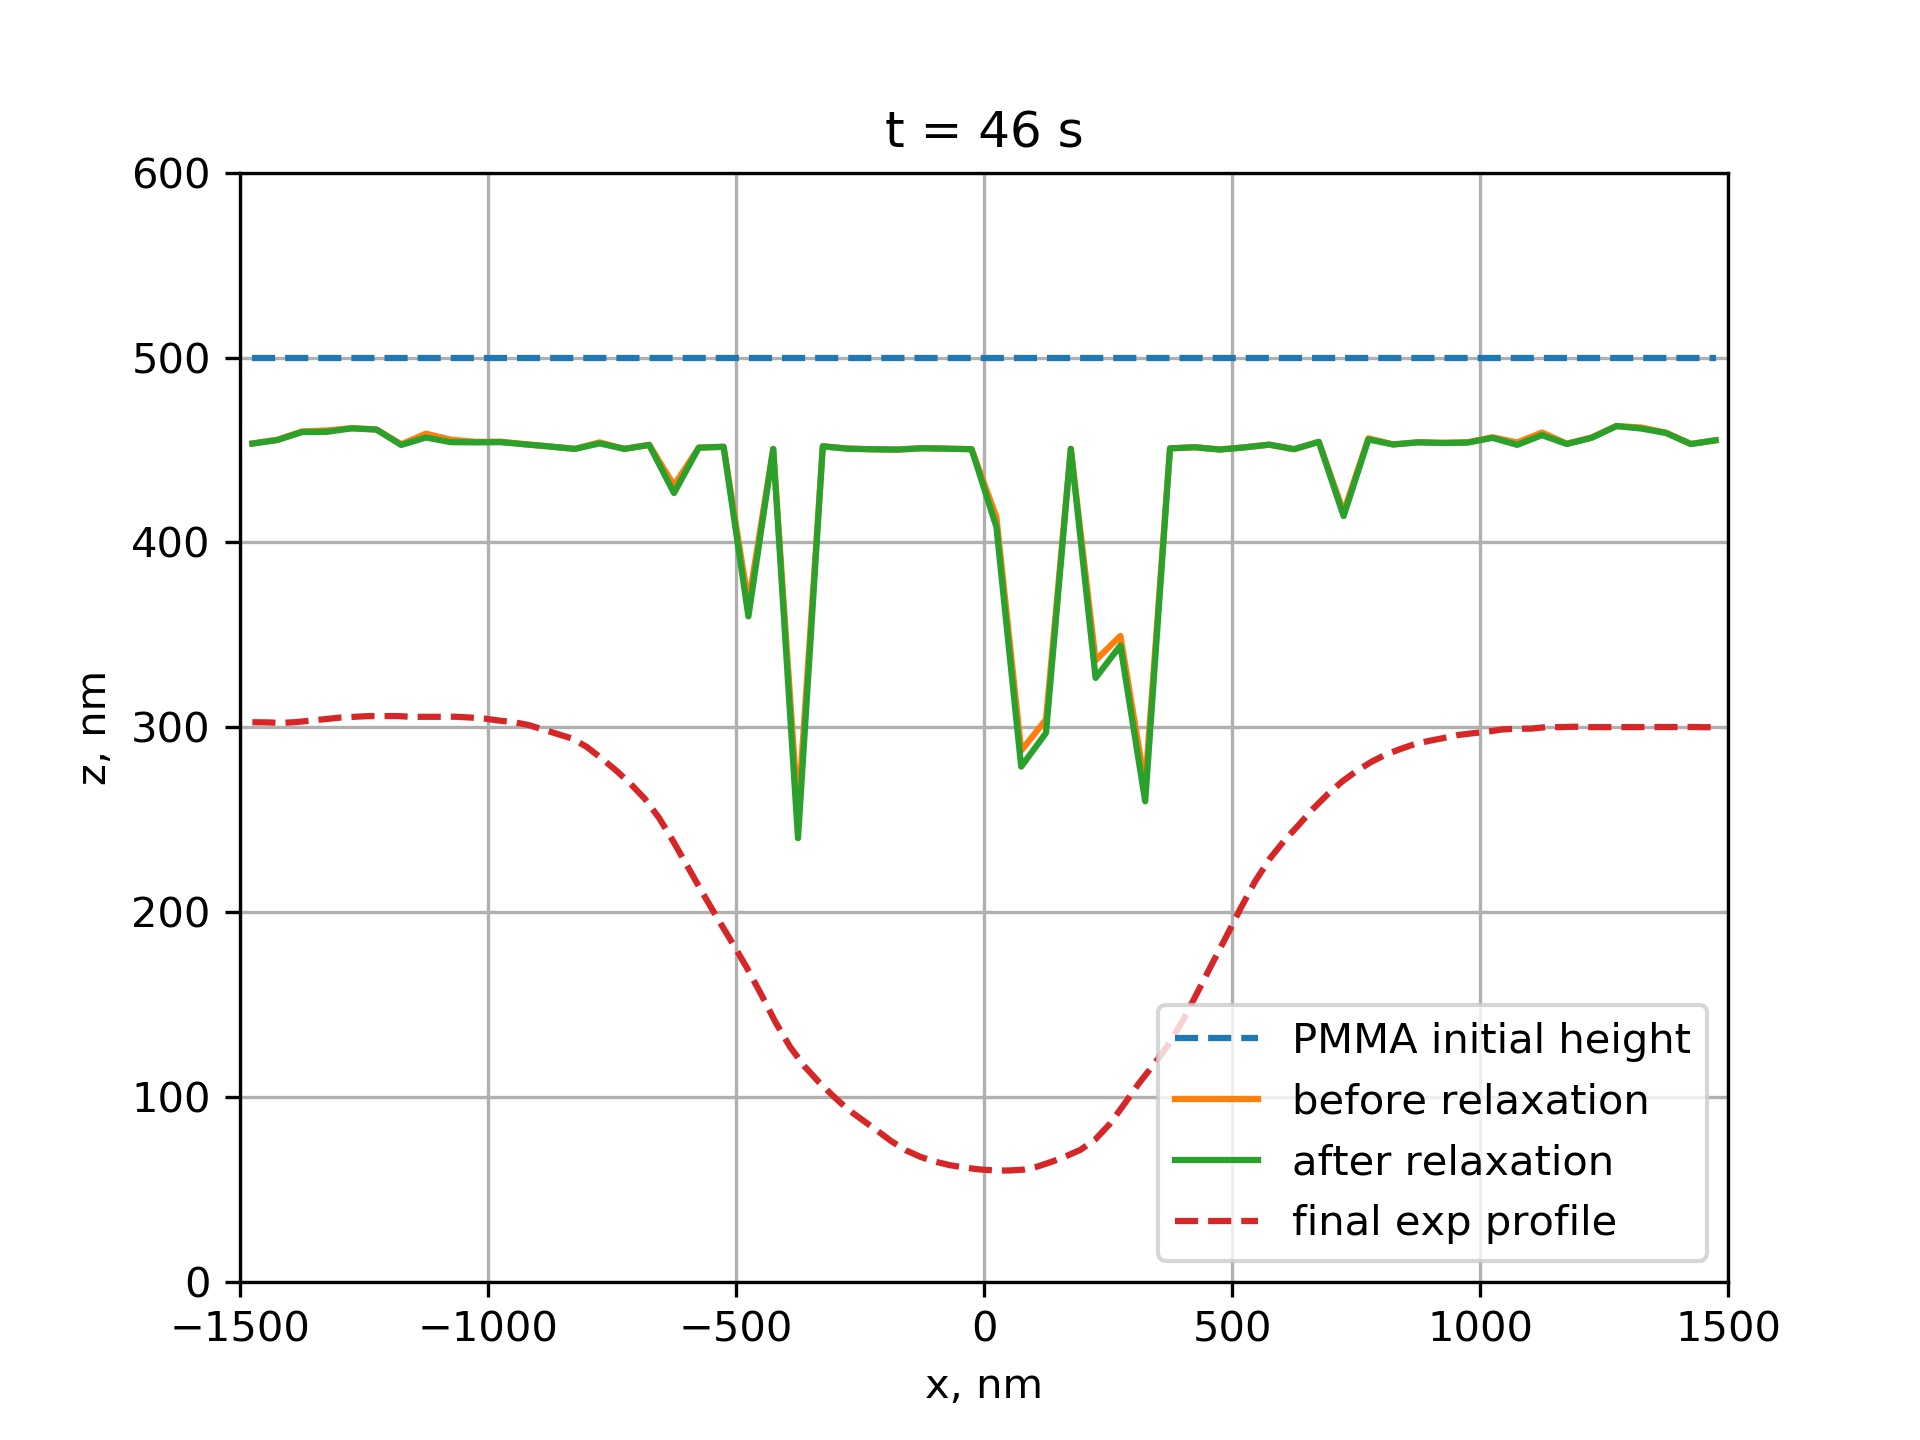 t = 46 s
600
500
400
300
200
100
0
z, nm
−1500 −1000 −500 0 500 1000 1500
x, nm
PMMA initial height
before relaxation
after relaxation
final exp profile